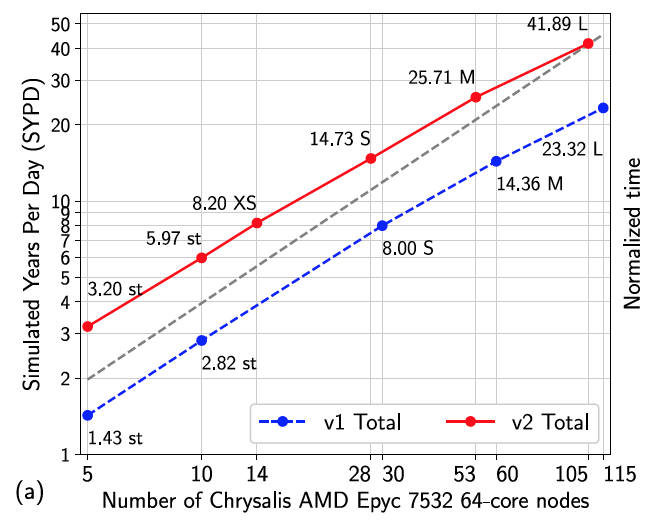 50
40
30
20
10
9
8
7
6
5
4
3
2
1
Simulated Years Per Day (SYPD)
41.89 L
25.71 M
14.73 S
8.20 XS
5.97 st
3.20 st
23.32 L
14.36 M
8.00 S
2.82 st
1.43 st
Normalized time
v1 Total
v2 Total
5 10 14 28 30 53 60 105 115
Number of Chrysalis AMD Epyc 7532 64-core nodes
(a)